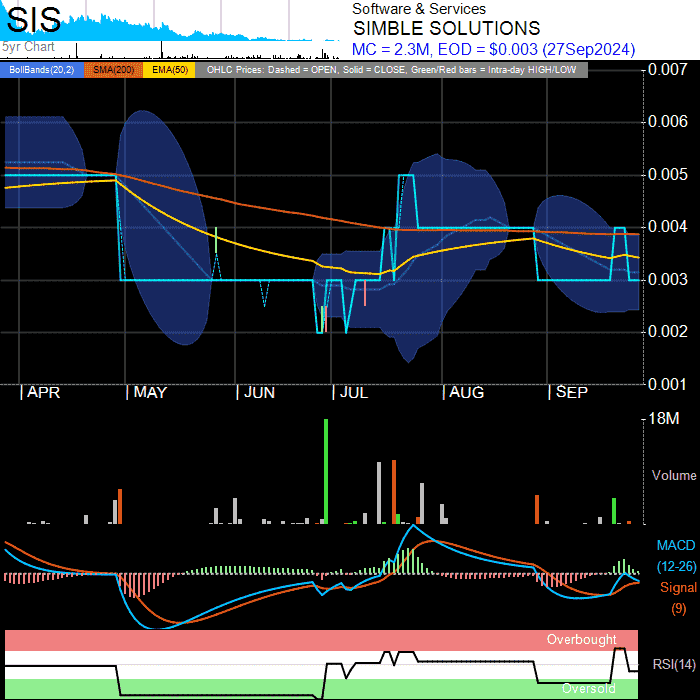 SIS
5yr Chart
Software & Services
SIMBLE SOLUTIONS
MC = 2.3M, EOD = $0.003 (27Sep2024)
BollBands(20,2) SMA(200) EMA(50) OHLC Prices: Dashed = OPEN, Solid = CLOSE, Green/Red bars = Intra-day HIGH/LOW
0.007
0.006
0.005
0.004
0.003
0.002
0.001
| APR | MAY | JUN | JUL | AUG | SEP
18M
Volume
MACD
(12-26)
Signal
(9)
Overbought
RSI(14)
Oversold